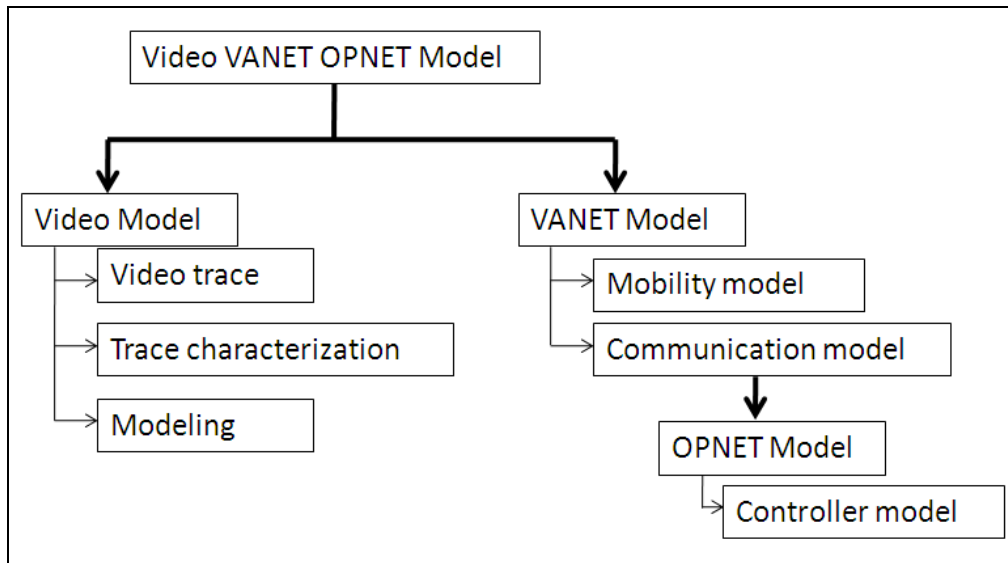 Video VANET OPNET Model
Video Model
Video trace
Trace characterization
Modeling
VANET Model
Mobility model
Communication model
OPNET Model
Controller model